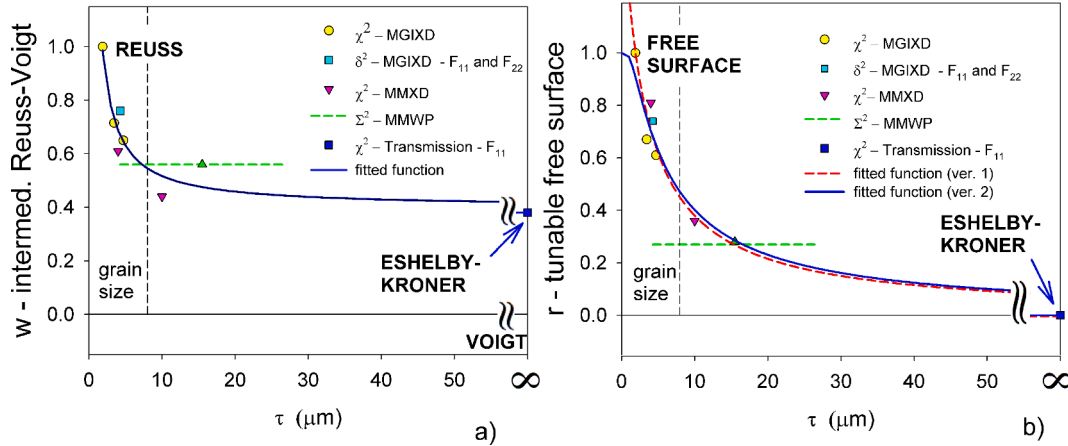 w - intermed. Reuss-Voigt
1.0
0.8
0.6
0.4
0.2
0.0
REUSS
χ² – MGIXD
δ² – MGIXD - F₁₁ and F₂₂
χ² – MMXD
Σ² – MMWP
χ² – Transmission - F₁₁
fitted function
grain
size
ESHELBY-
KRONER
VOIGT
0 10 20 30 40 50 ∞
τ (μm)
a)
r - tunable free surface
1.0
0.8
0.6
0.4
0.2
0.0
FREE
SURFACE
χ² – MGIXD
δ² – MGIXD - F₁₁ and F₂₂
χ² – MMXD
Σ² – MMWP
χ² – Transmission - F₁₁
fitted function (ver. 1)
fitted function (ver. 2)
grain
size
ESHELBY-
KRONER
0 10 20 30 40 50 ∞
τ (μm)
b)